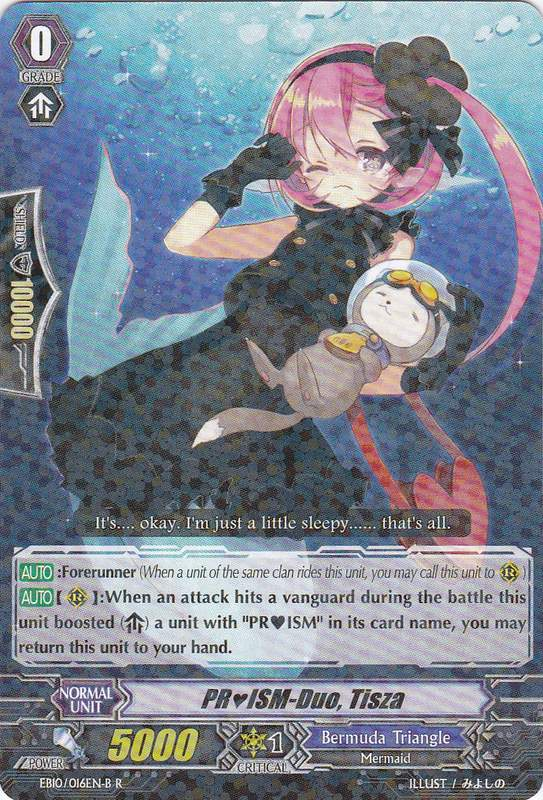 0
GRADE
SHIELD
10000
It's.... okay. I'm just a little sleepy...... that's all.
AUTO:Forerunner (When a unit of the same clan rides this unit, you may call this unit to R)
AUTO【R】:When an attack hits a vanguard during the battle this
unit boosted () a unit with "PR♥ISM" in its card name, you may
return this unit to your hand.
NORMAL
UNIT
PR♥ISM-Duo, Tisza
POWER
5000
1
CRITICAL
Bermuda Triangle
Mermaid
EB10/016EN-B R
ILLUST / みよしの